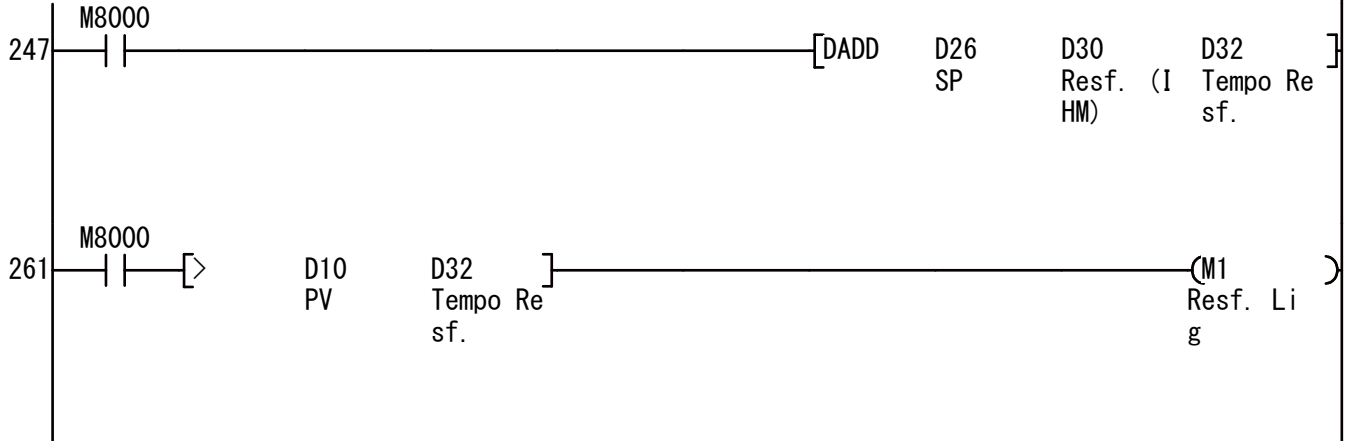 M8000
247 [DADD D26 D30 D32 ]
SP Resf. (I Tempo Re
HM) sf.
M8000
261 [> D10 D32 ] (M1 )
PV Tempo Re Resf. Li
sf. g